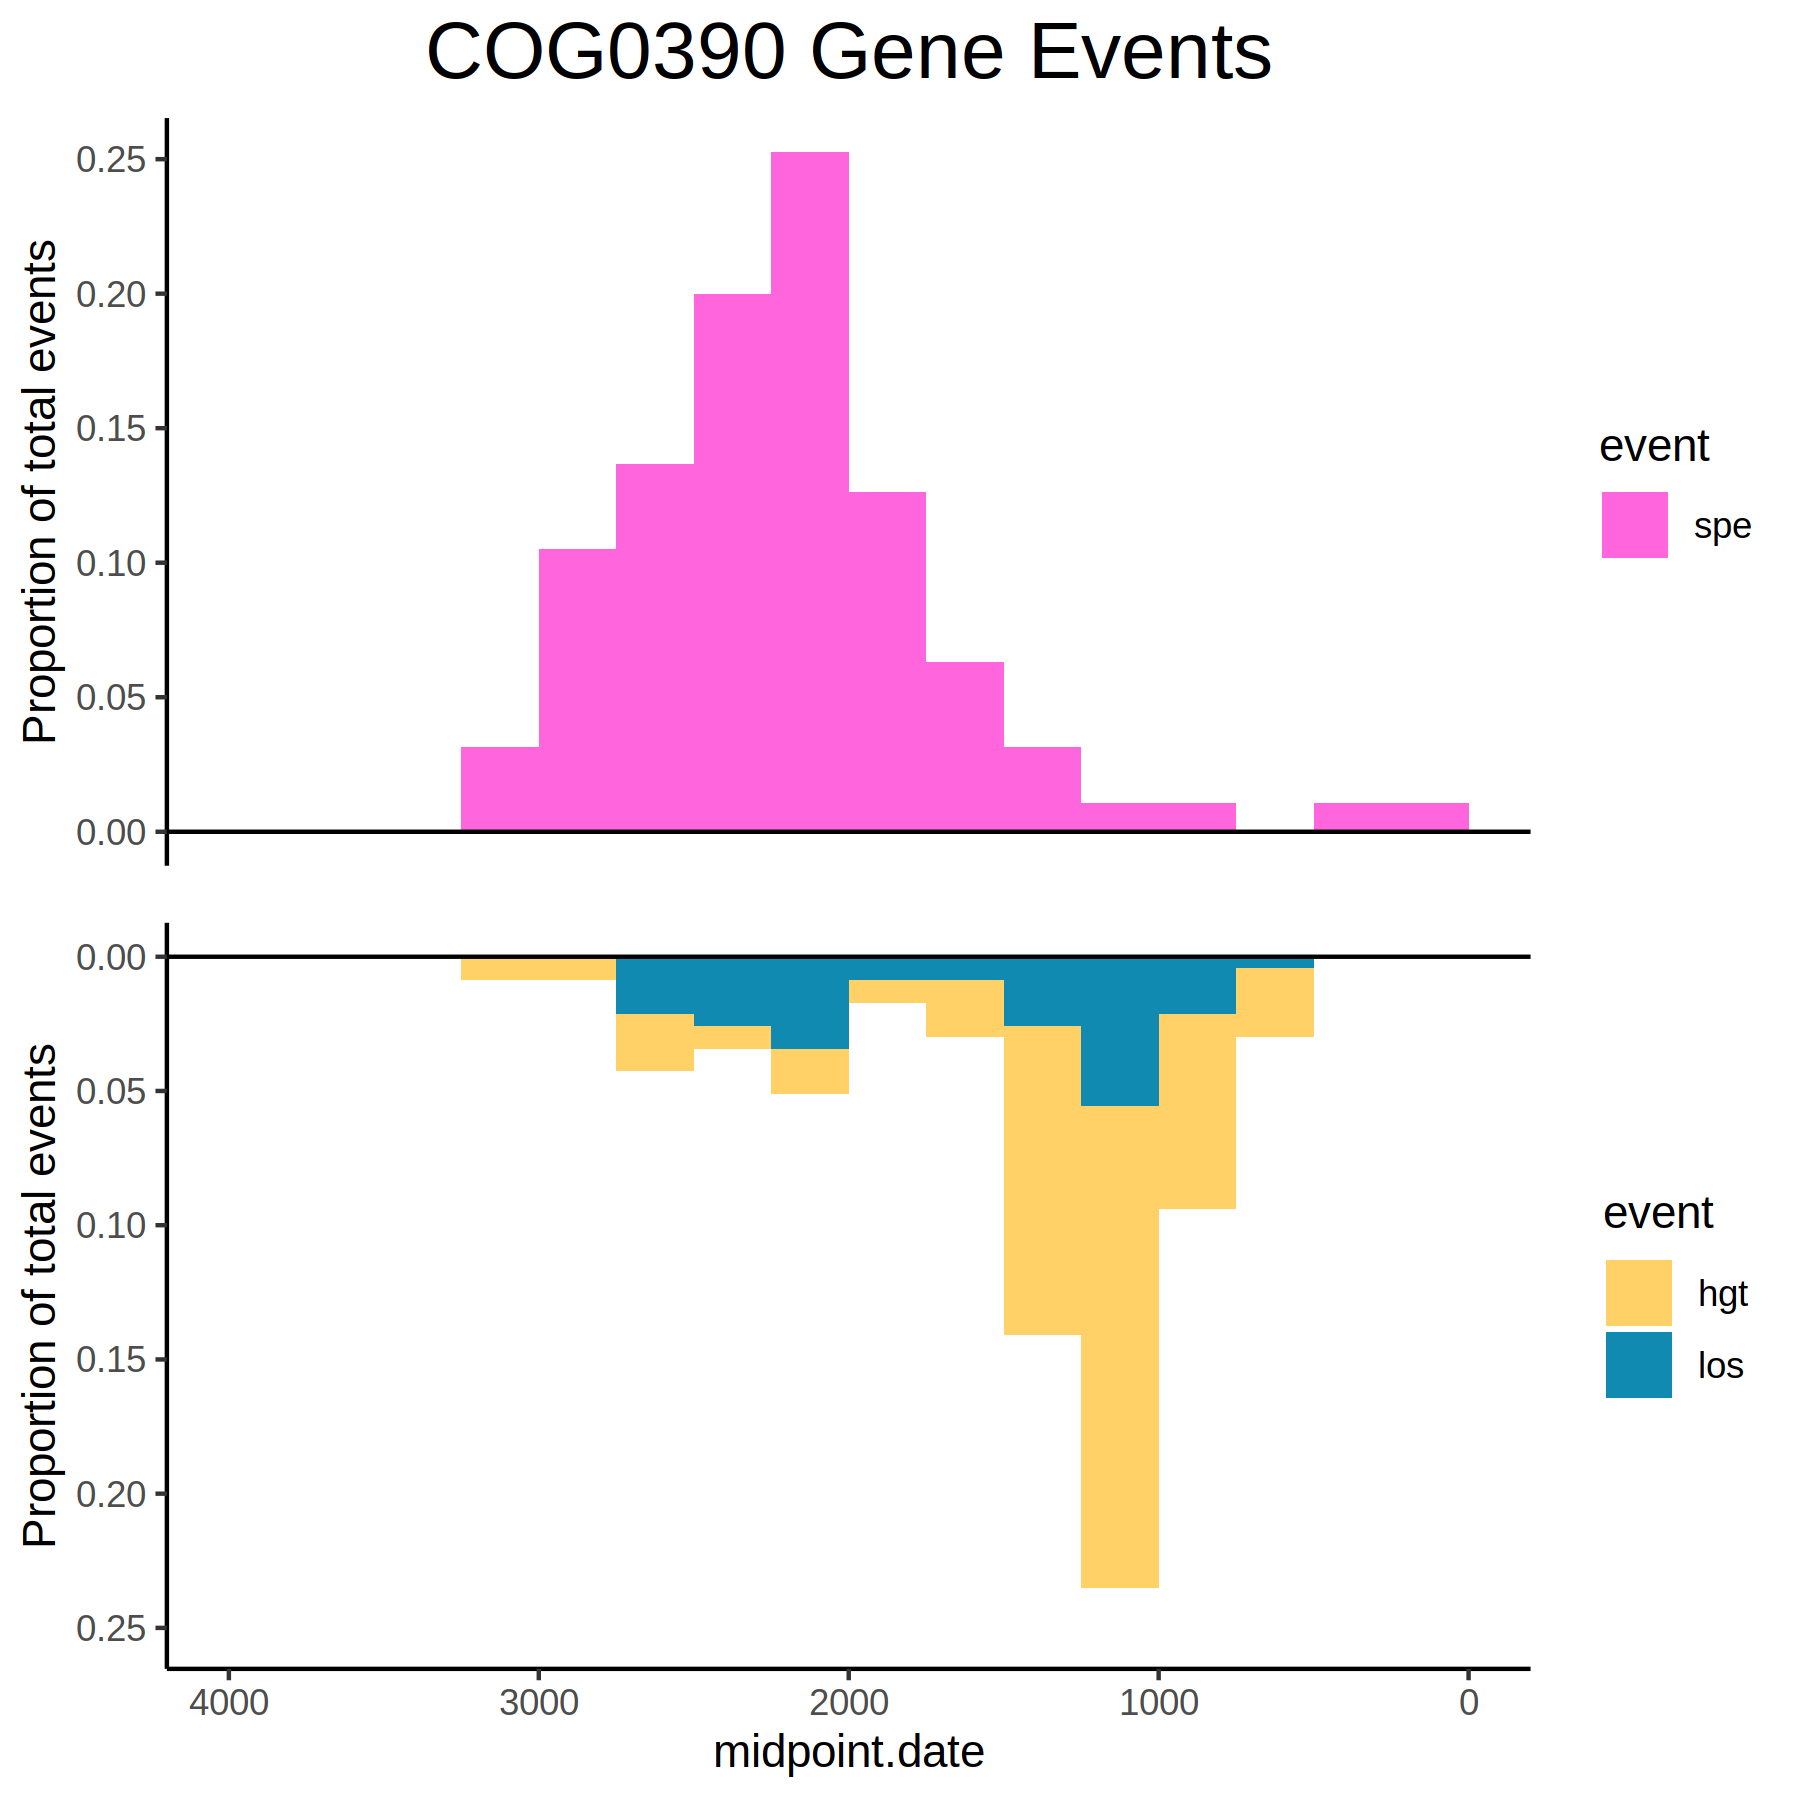 COG0390 Gene Events
Proportion of total events
0.25
0.20
0.15
0.10
0.05
0.00
event
spe
Proportion of total events
0.00
0.05
0.10
0.15
0.20
0.25
event
hgt
los
4000 3000 2000 1000 0
midpoint.date